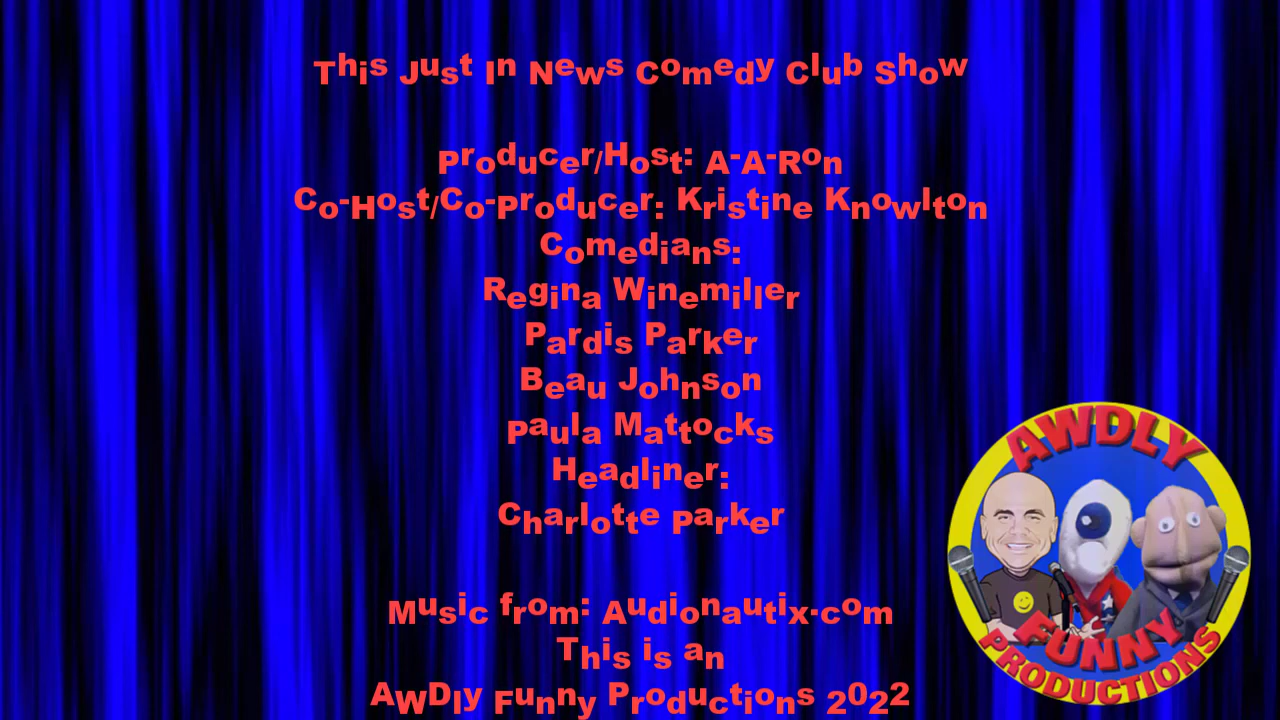 This Just In News Comedy Club Show
Producer/Host: A-A-Ron
Co-Host/Co-Producer: Kristine Knowlton
Comedians:
Regina Winemiller
Pardis Parker
Beau Johnson
Paula Mattocks
Headliner:
Charlotte Parker
Music from: Audionautix.com
This is an
AWDly Funny Productions 2022
AWDLY
FUNNY
PRODUCTIONS